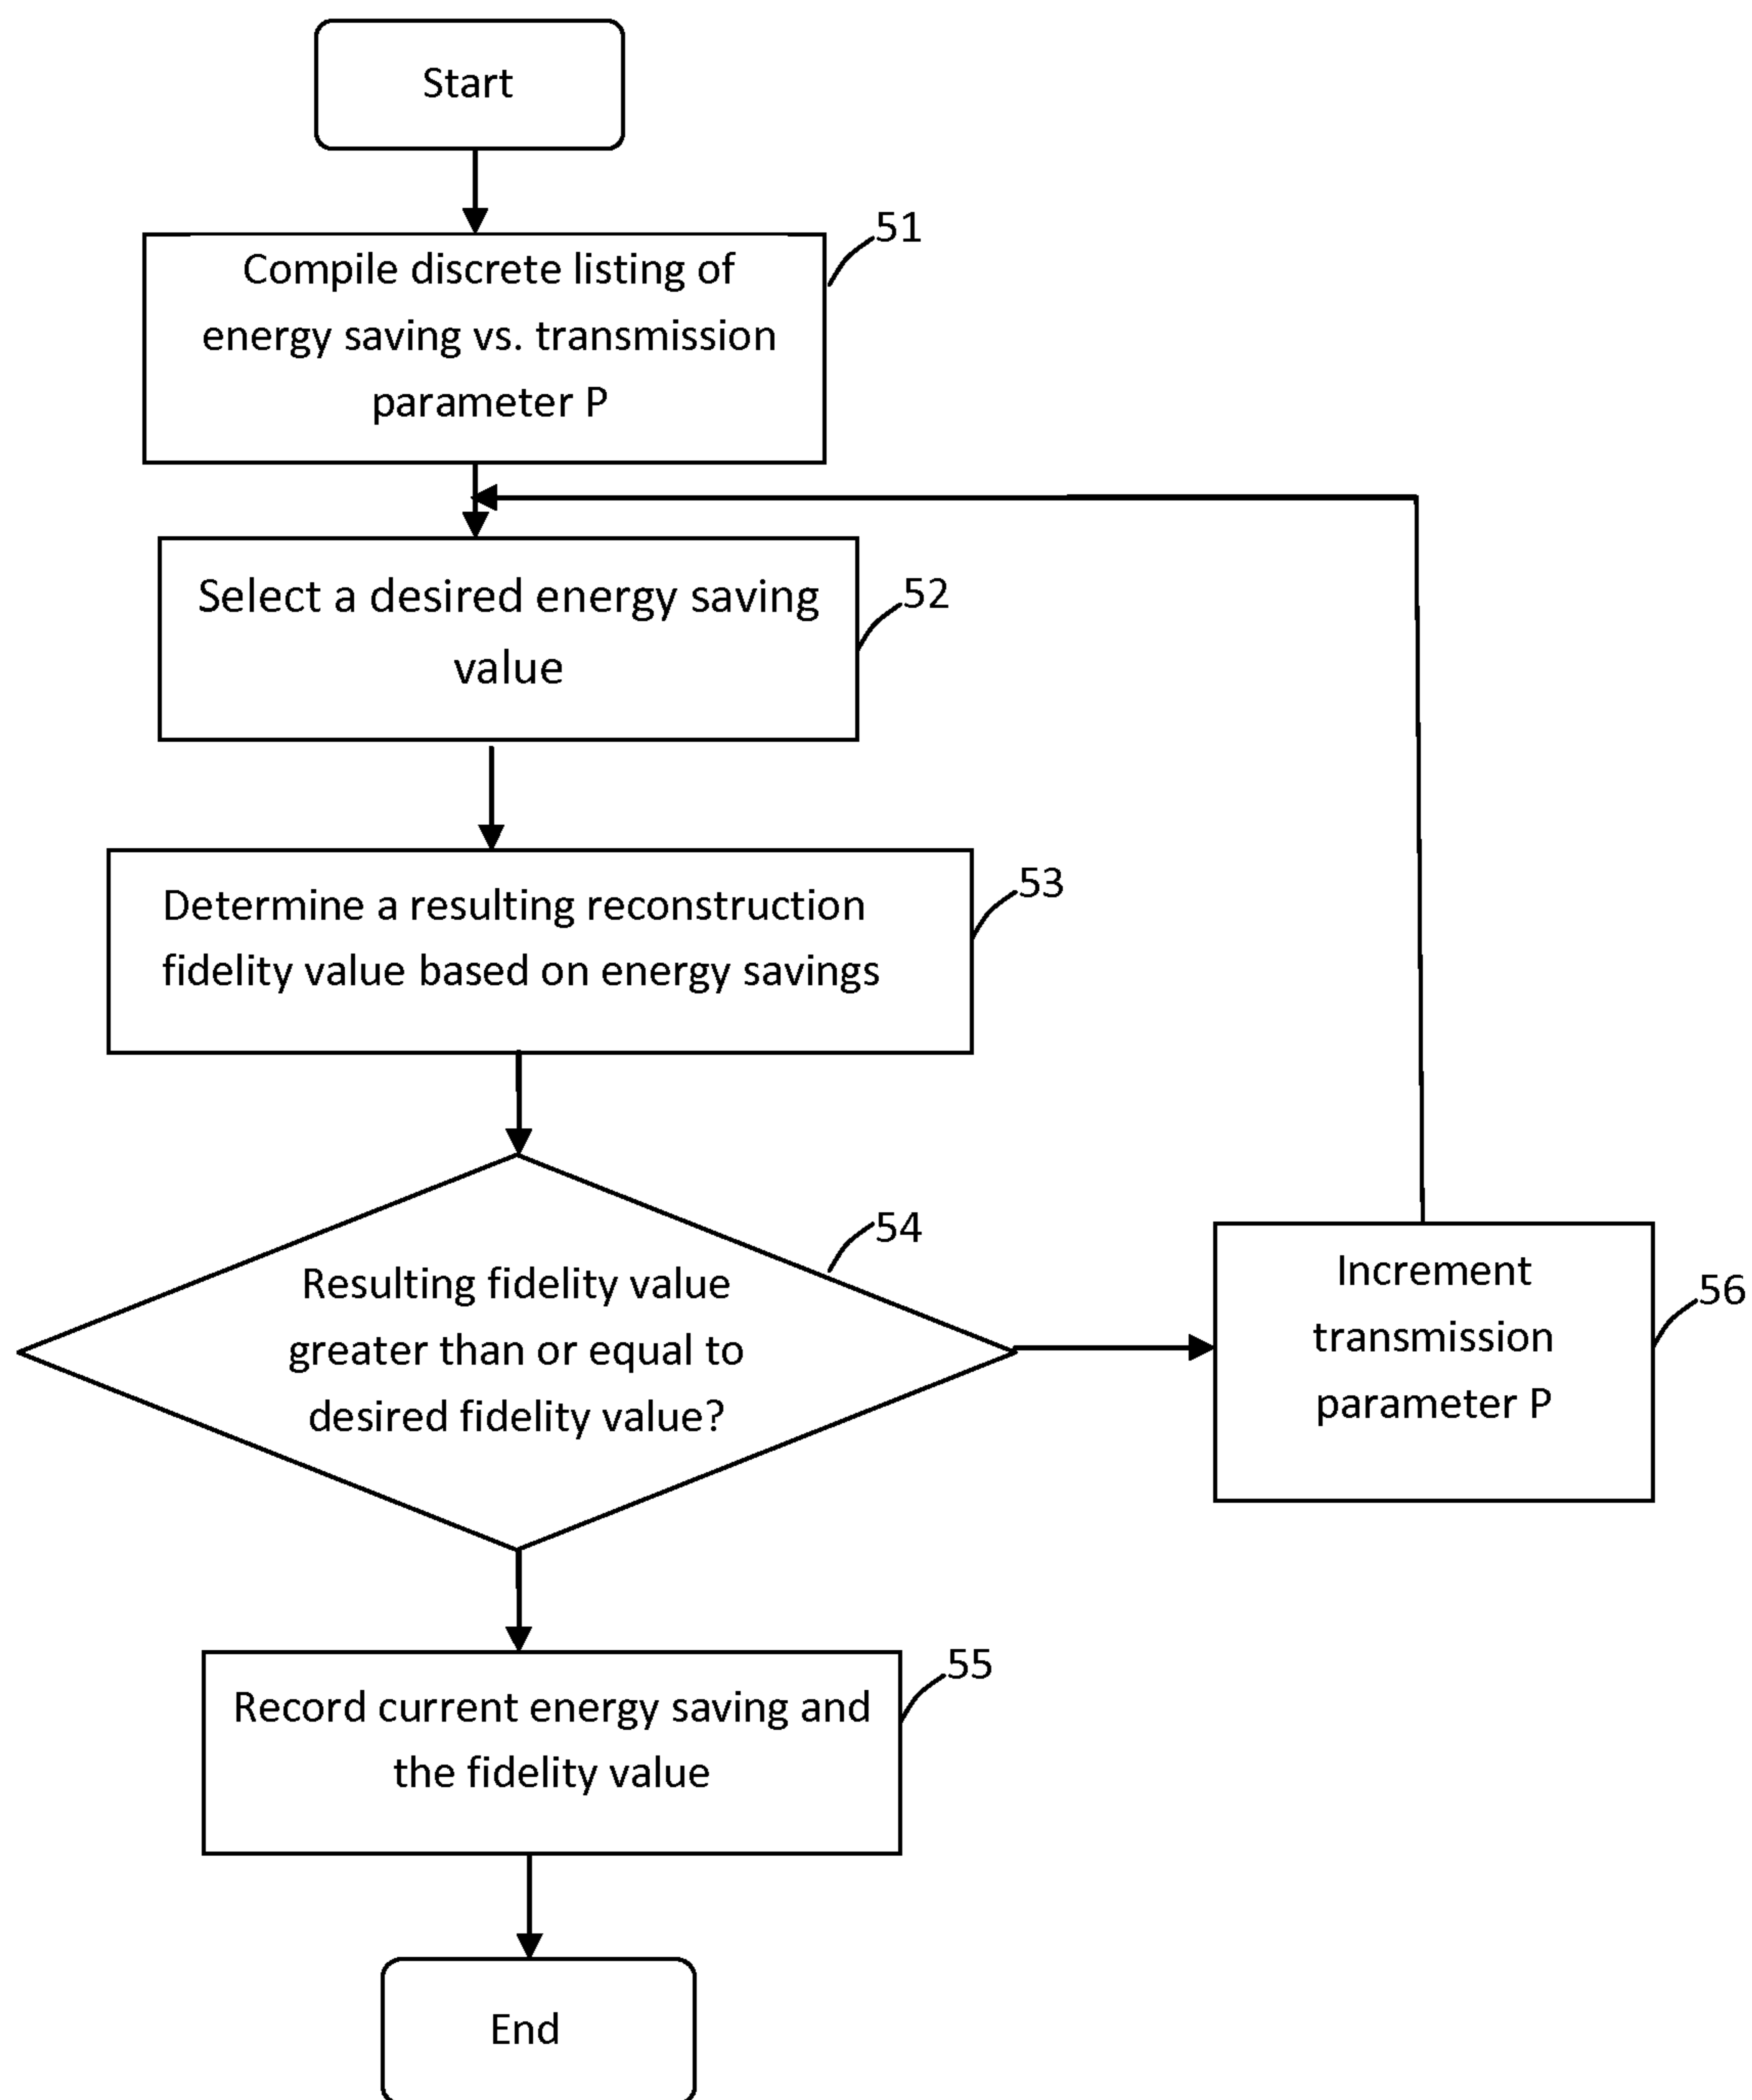 Start
51
Compile discrete listing of
energy saving vs. transmission
parameter P
52
Select a desired energy saving
value
53
Determine a resulting reconstruction
fidelity value based on energy savings
54
Resulting fidelity value
greater than or equal to
desired fidelity value?
56
Increment
transmission
parameter P
55
Record current energy saving and
the fidelity value
End